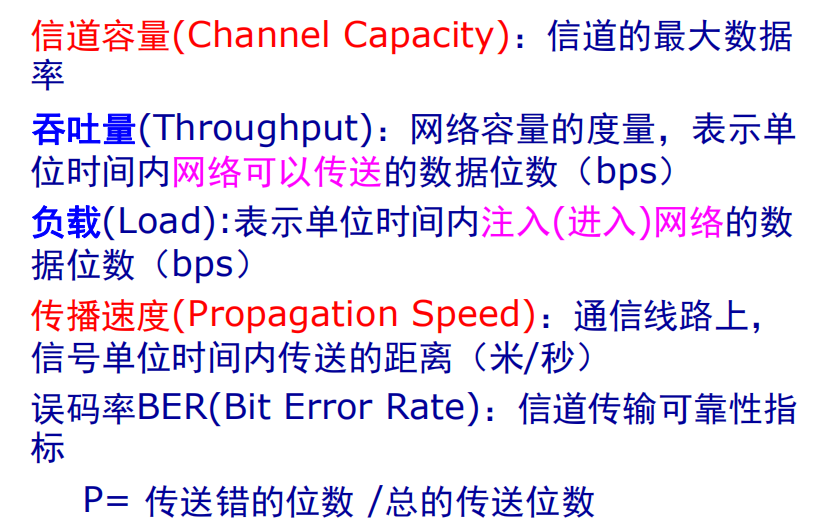 信道容量(Channel Capacity)：信道的最大数据
率
吞吐量(Throughput)：网络容量的度量，表示单
位时间内网络可以传送的数据位数（bps）
负载(Load):表示单位时间内注入(进入)网络的数
据位数（bps）
传播速度(Propagation Speed)：通信线路上，
信号单位时间内传送的距离（米/秒）
误码率BER(Bit Error Rate)：信道传输可靠性指
标
P= 传送错的位数 /总的传送位数